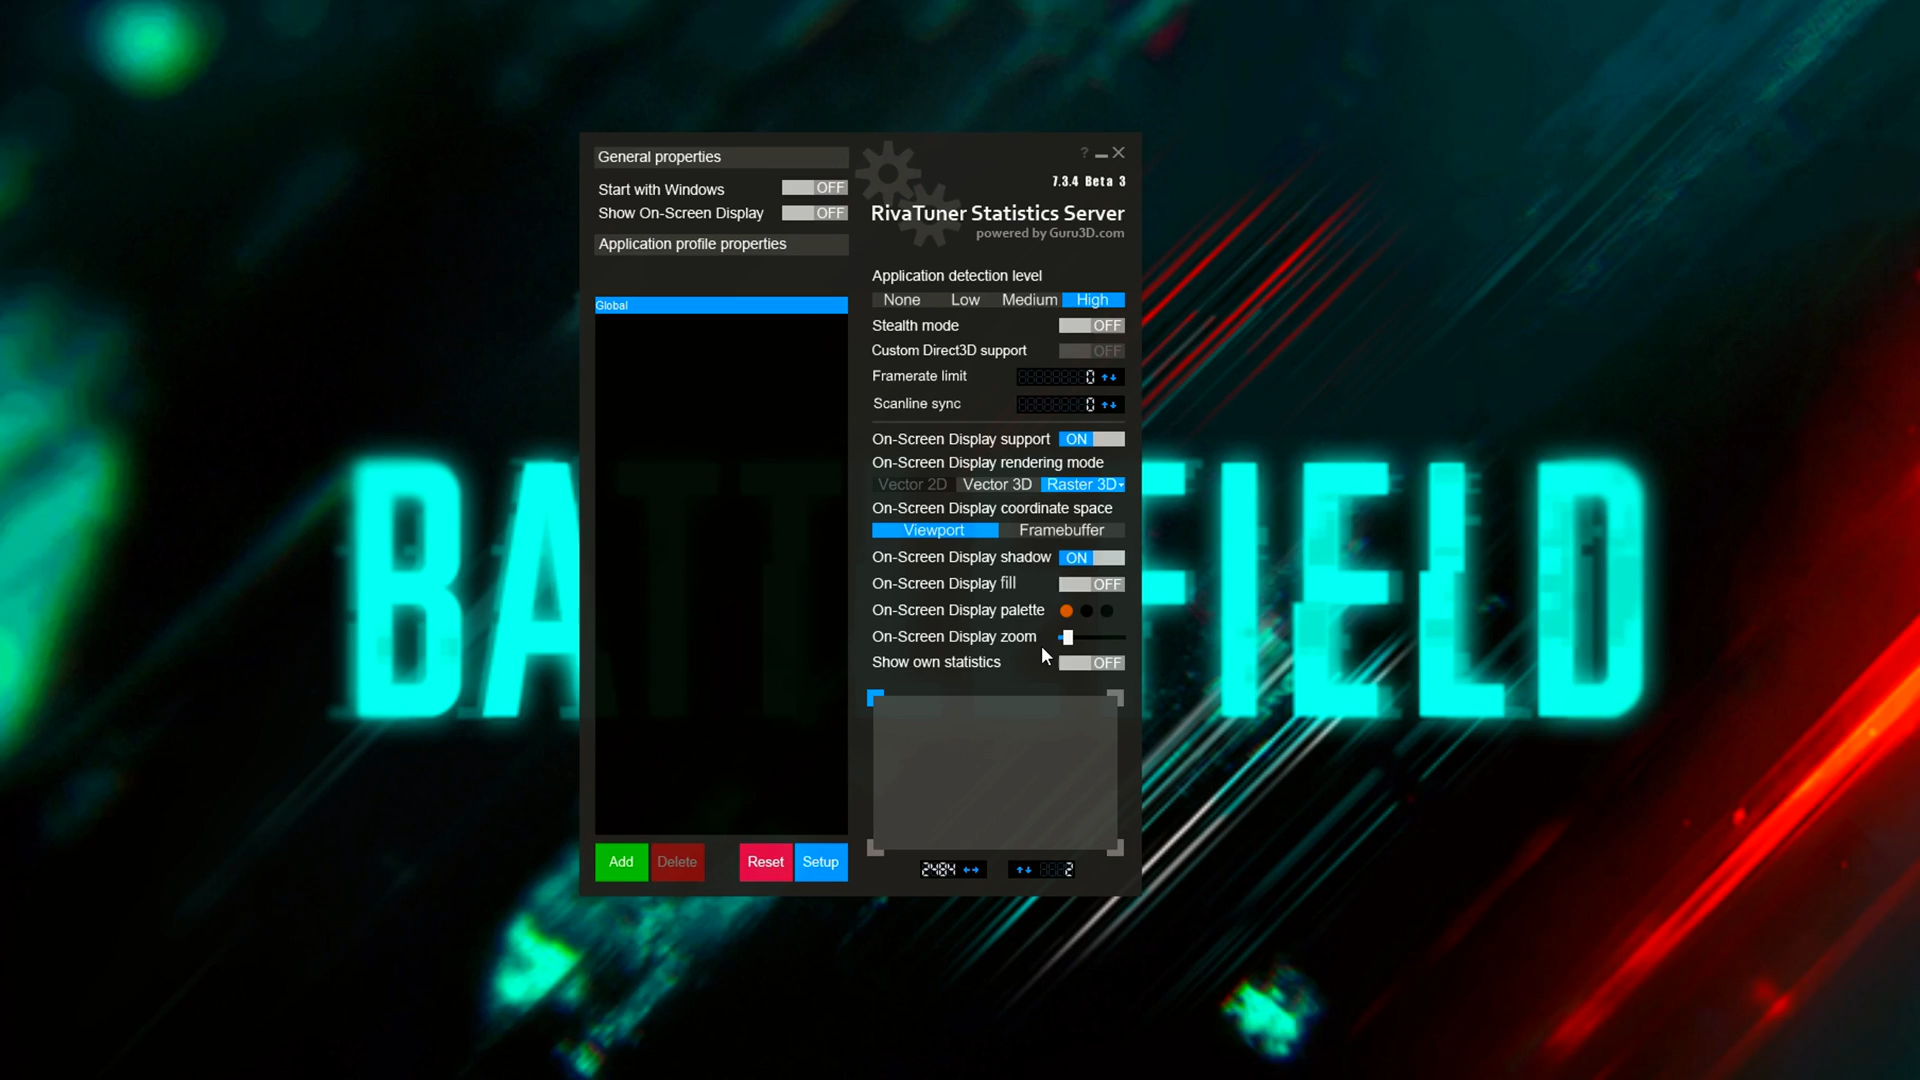 General properties
Start with Windows OFF
Show On-Screen Display OFF
Application profile properties
Global
Add
Delete
Reset
Setup
? 
7.3.4 Beta 3
RivaTuner Statistics Server
powered by Guru3D.com
Application detection level
None Low Medium High
Stealth mode OFF
Custom Direct3D support OFF
Framerate limit 0
Scanline sync 0
On-Screen Display support ON
On-Screen Display rendering mode
Vector 2D Vector 3D Raster 3D
On-Screen Display coordinate space
Viewport Framebuffer
On-Screen Display shadow ON
On-Screen Display fill OFF
On-Screen Display palette
On-Screen Display zoom
Show own statistics OFF
2484 2
BATTLEFIELD